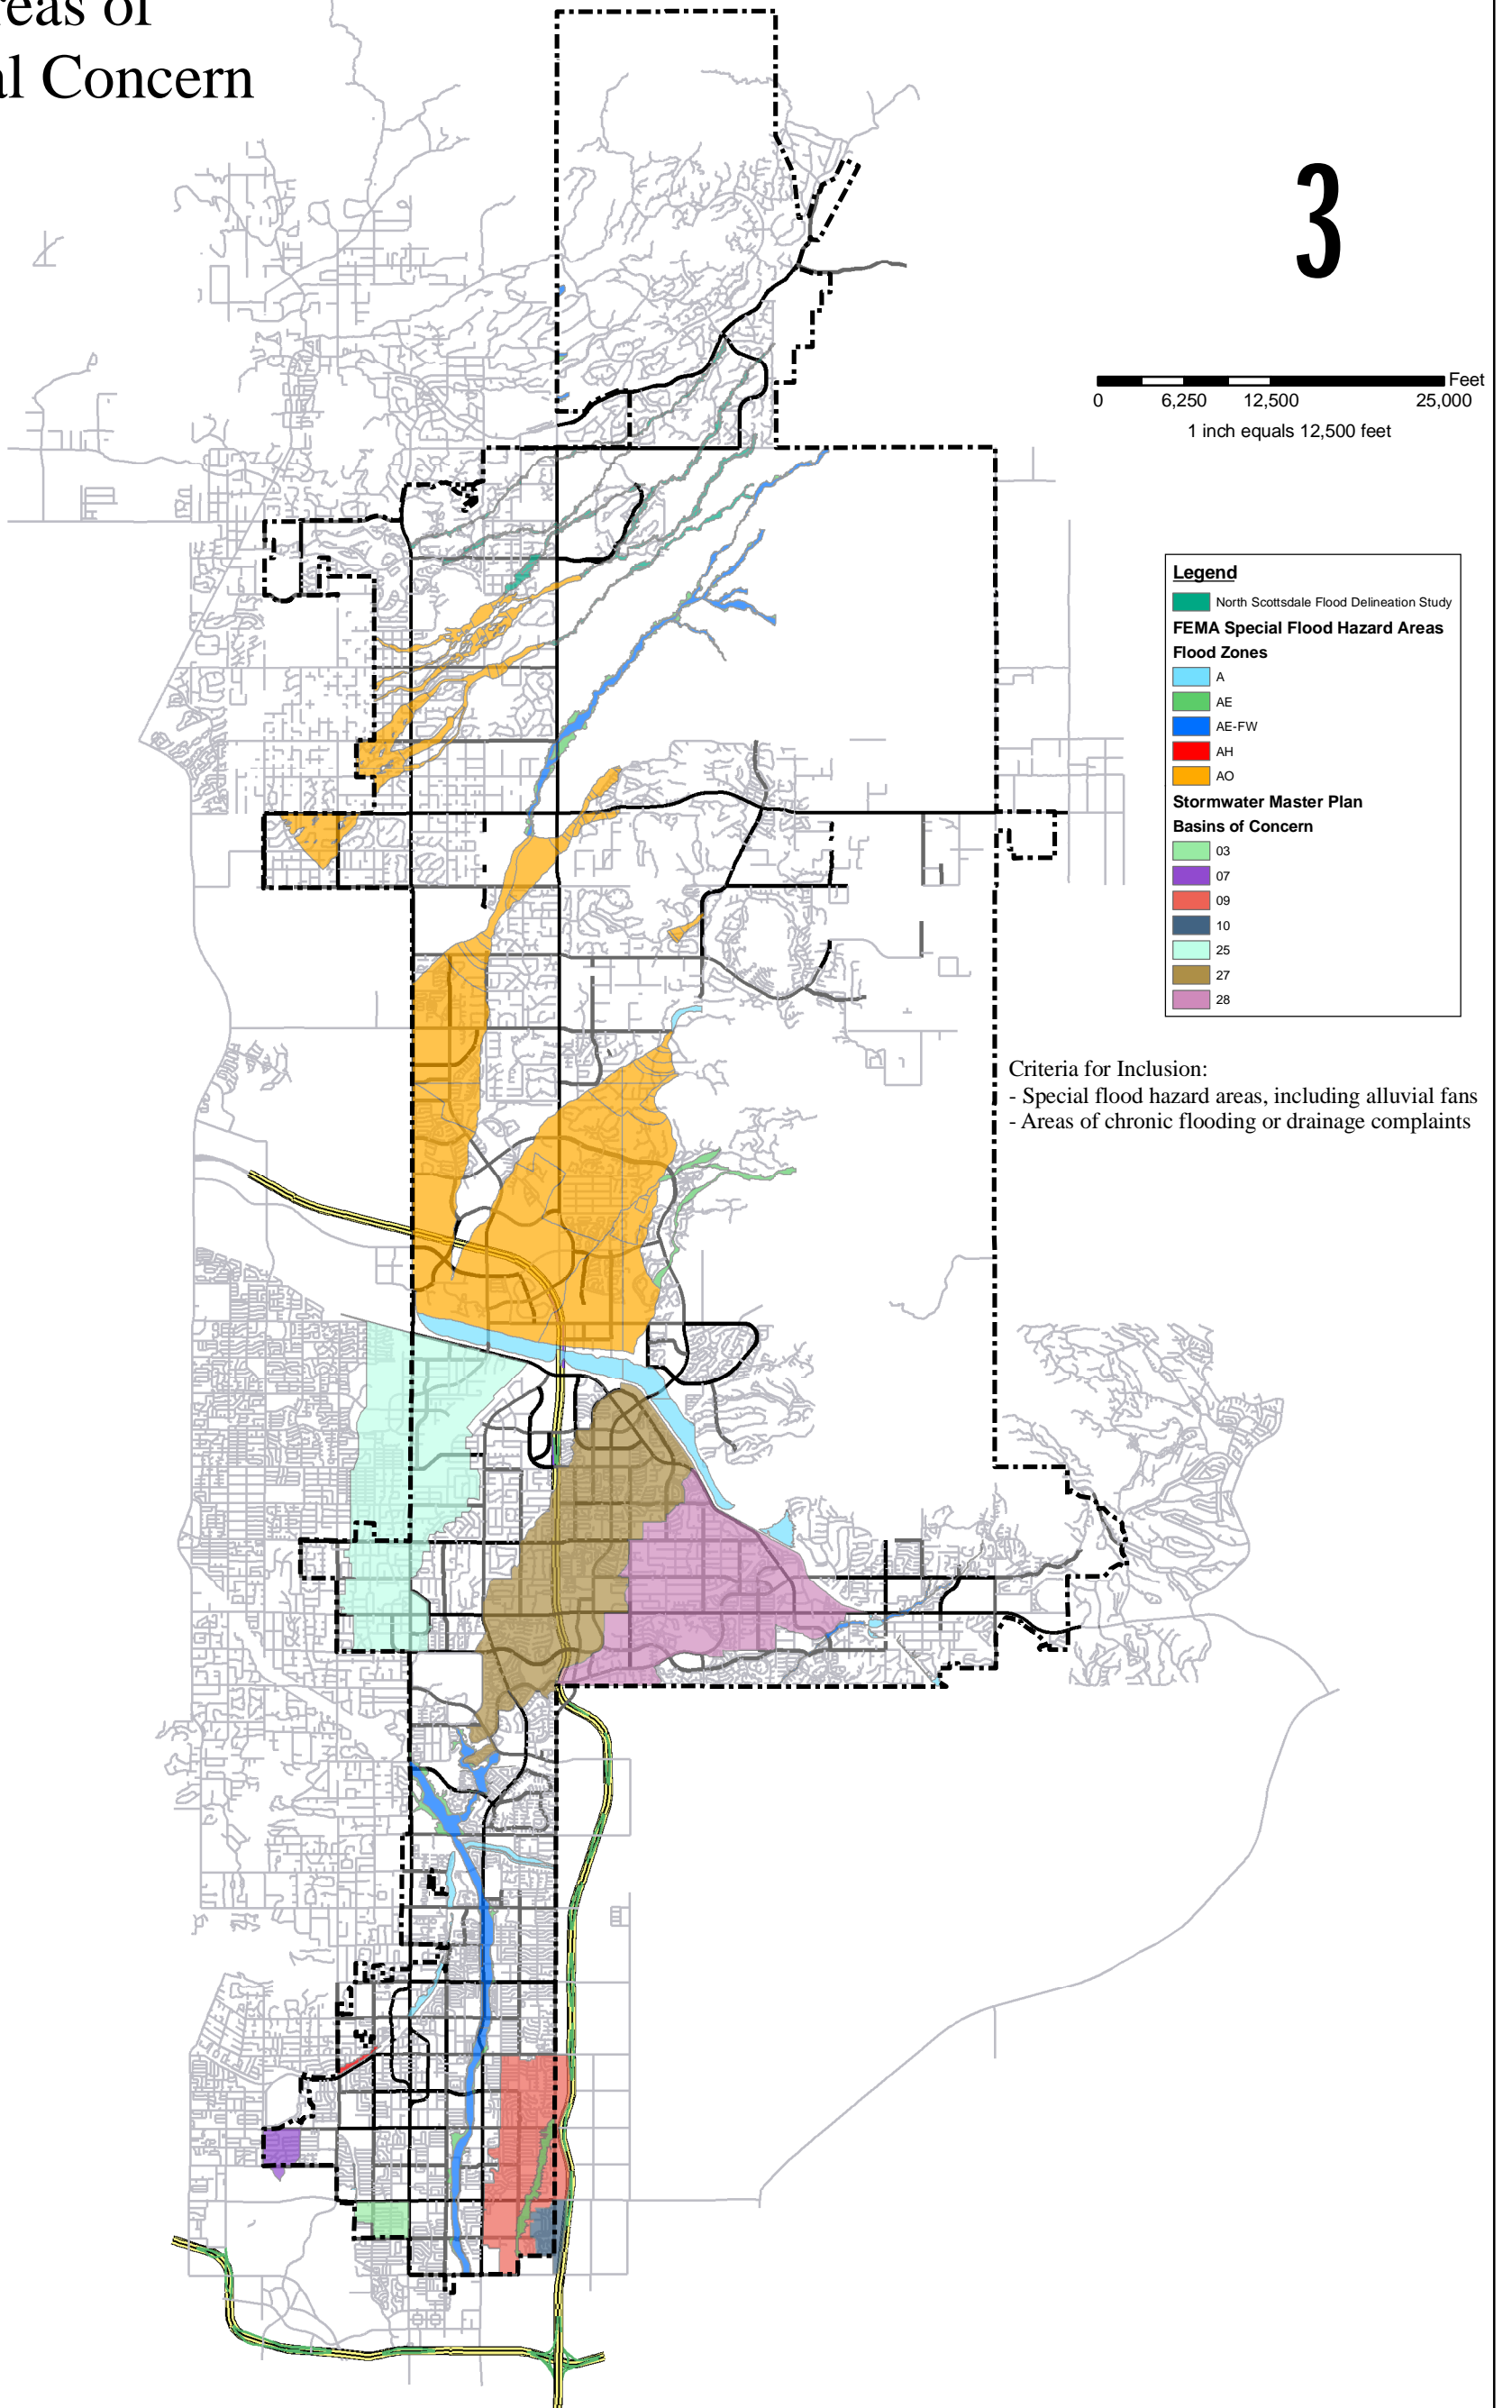 reas of
al Concern
3
Feet
0 6,250 12,500 25,000
1 inch equals 12,500 feet
Legend
North Scottsdale Flood Delineation Study
FEMA Special Flood Hazard Areas
Flood Zones
A
AE
AE-FW
AH
AO
Stormwater Master Plan
Basins of Concern
03
07
09
10
25
27
28
Criteria for Inclusion:
- Special flood hazard areas, including alluvial fans
- Areas of chronic flooding or drainage complaints